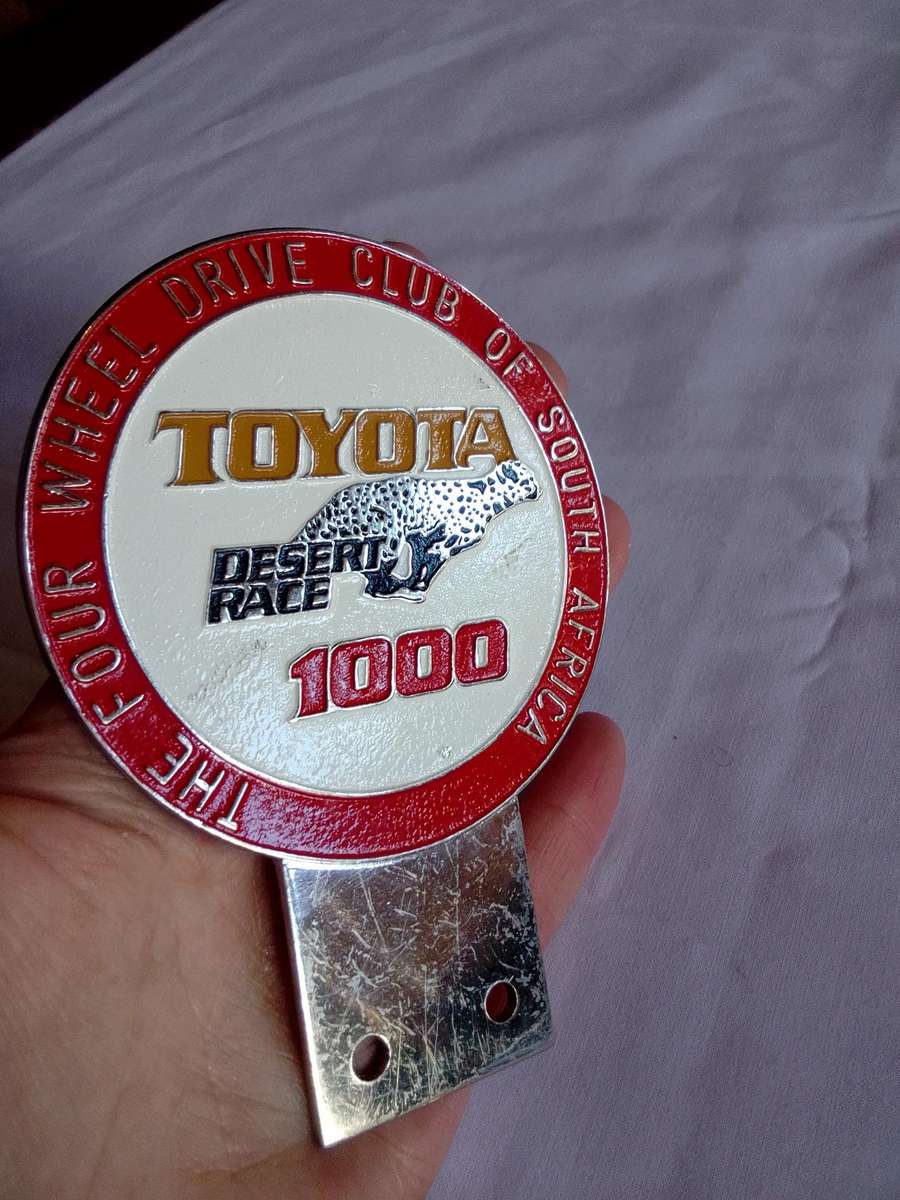 THE FOUR WHEEL DRIVE CLUB OF SOUTH AFRICA
TOYOTA
DESERT
RACE
1000